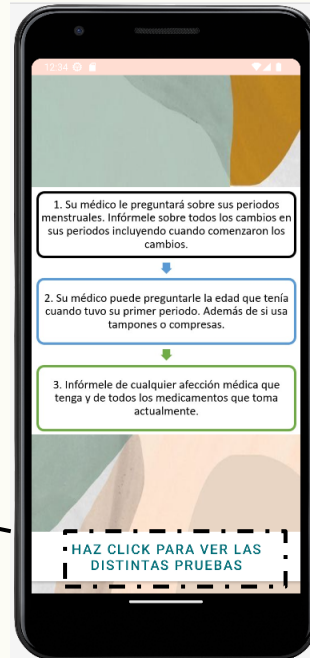 12:34
1. Su médico le preguntará sobre sus periodos
menstruales. Infórmele sobre todos los cambios en
sus periodos incluyendo cuando comenzaron los
cambios.
2. Su médico puede preguntarle la edad que tenía
cuando tuvo su primer periodo. Además de si usa
tampones o compresas.
3. Infórmele de cualquier afección médica que
tenga y de todos los medicamentos que toma
actualmente.
HAZ CLICK PARA VER LAS
DISTINTAS PRUEBAS